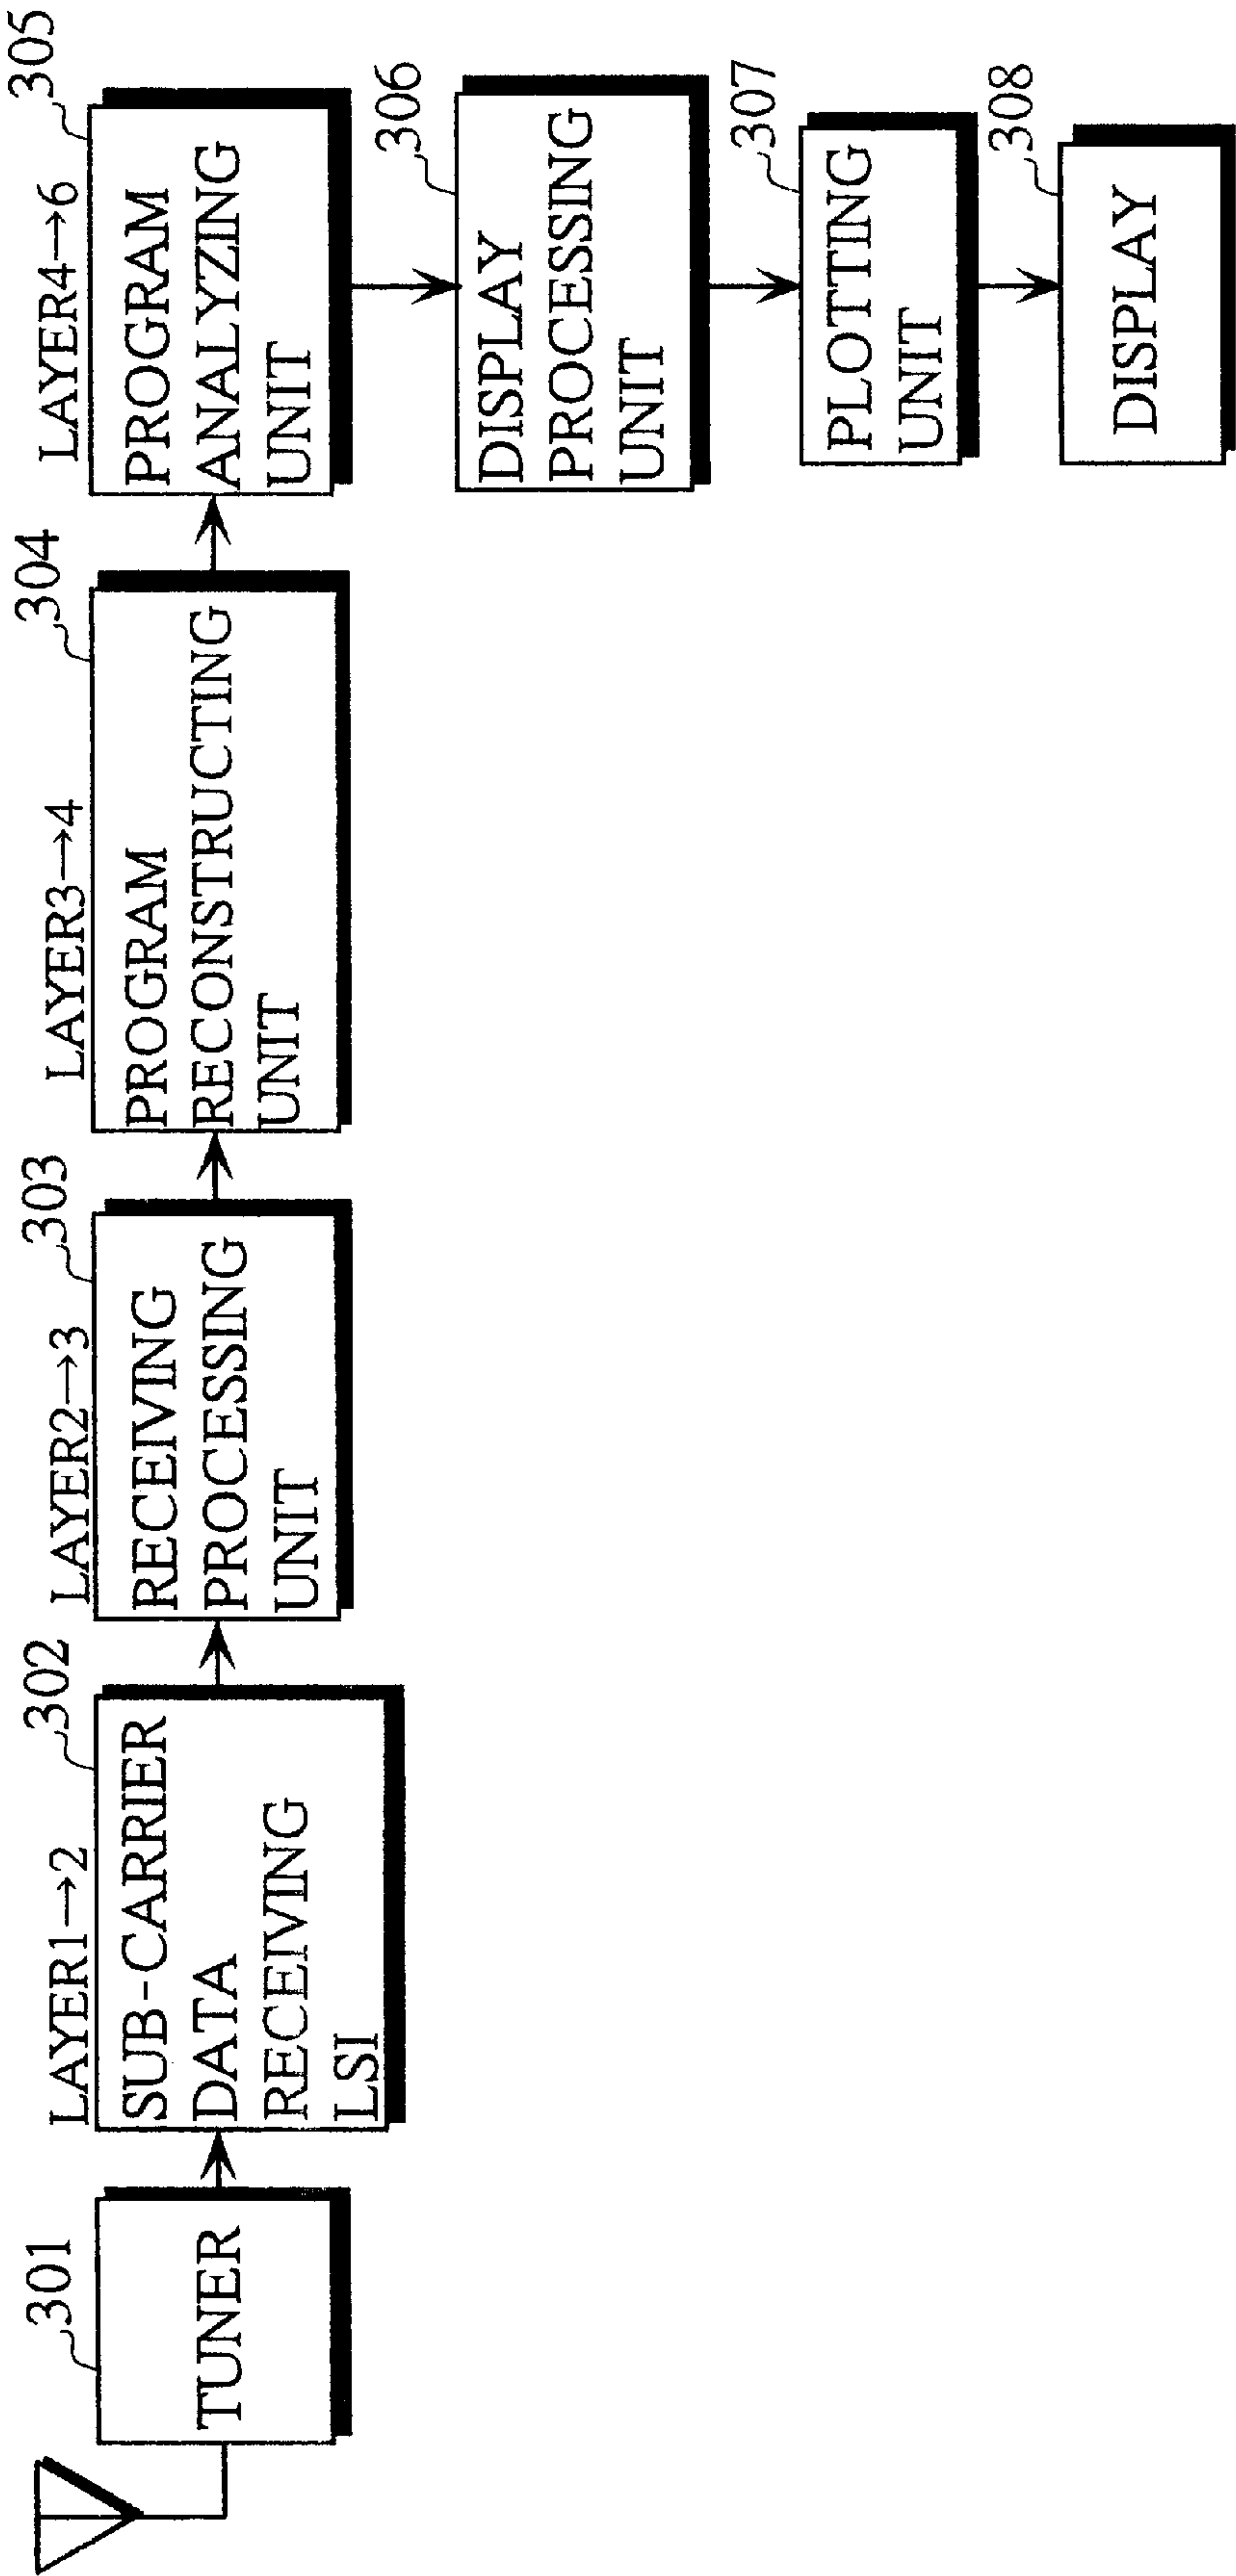 301
TUNER
LAYER1→2
302
SUB-CARRIER
DATA
RECEIVING
LSI
LAYER2→3
303
RECEIVING
PROCESSING
UNIT
LAYER3→4
304
PROGRAM
RECONSTRUCTING
UNIT
LAYER4→6
305
PROGRAM
ANALYZING
UNIT
306
DISPLAY
PROCESSING
UNIT
307
PLOTTING
UNIT
308
DISPLAY